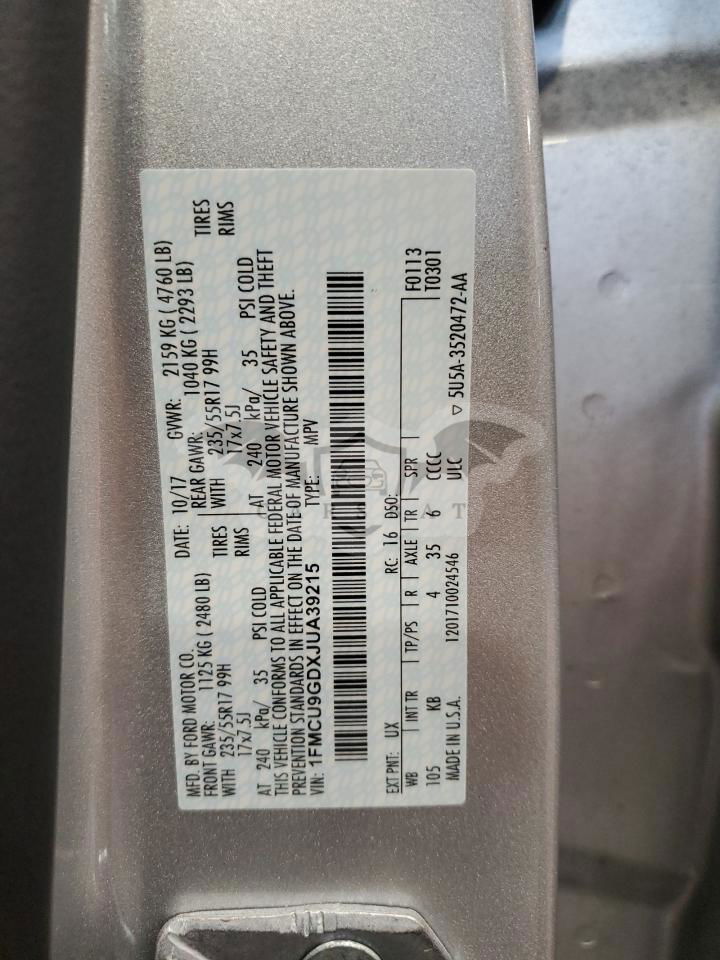 MFD. BY FORD MOTOR CO. DATE: 10/17 GVWR: 2159 KG ( 4760 LB)
FRONT GAWR: 1125 KG ( 2480 LB) REAR GAWR: 1040 KG ( 2293 LB)
WITH 235/55R17 99H TIRES WITH 235/55R17 99H TIRES
17x7.5J RIMS 17x7.5J RIMS
AT 240 kPa/ 35 PSI COLD AT 240 kPa/ 35 PSI COLD
THIS VEHICLE CONFORMS TO ALL APPLICABLE FEDERAL MOTOR VEHICLE SAFETY AND THEFT
PREVENTION STANDARDS IN EFFECT ON THE DATE OF MANUFACTURE SHOWN ABOVE.
VIN: 1FMCU9GDXJUA39215 TYPE: MPV
EXT PNT: UX RC: 16 DSO: F0113
WB INT TR TP/PS R AXLE TR SPR T0301
105 KB 4 35 6 CCCC
MADE IN U.S.A. 1201710024546 ULC ▽ 5U5A-3520472-AA